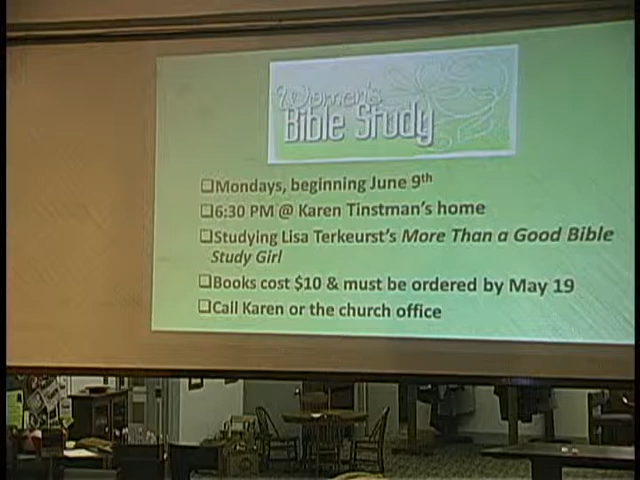 Women's
Bible Study
❑Mondays, beginning June 9th
❑6:30 PM @ Karen Tinstman's home
❑Studying Lisa Terkeurst's More Than a Good Bible
Study Girl
❑Books cost $10 & must be ordered by May 19
❑Call Karen or the church office